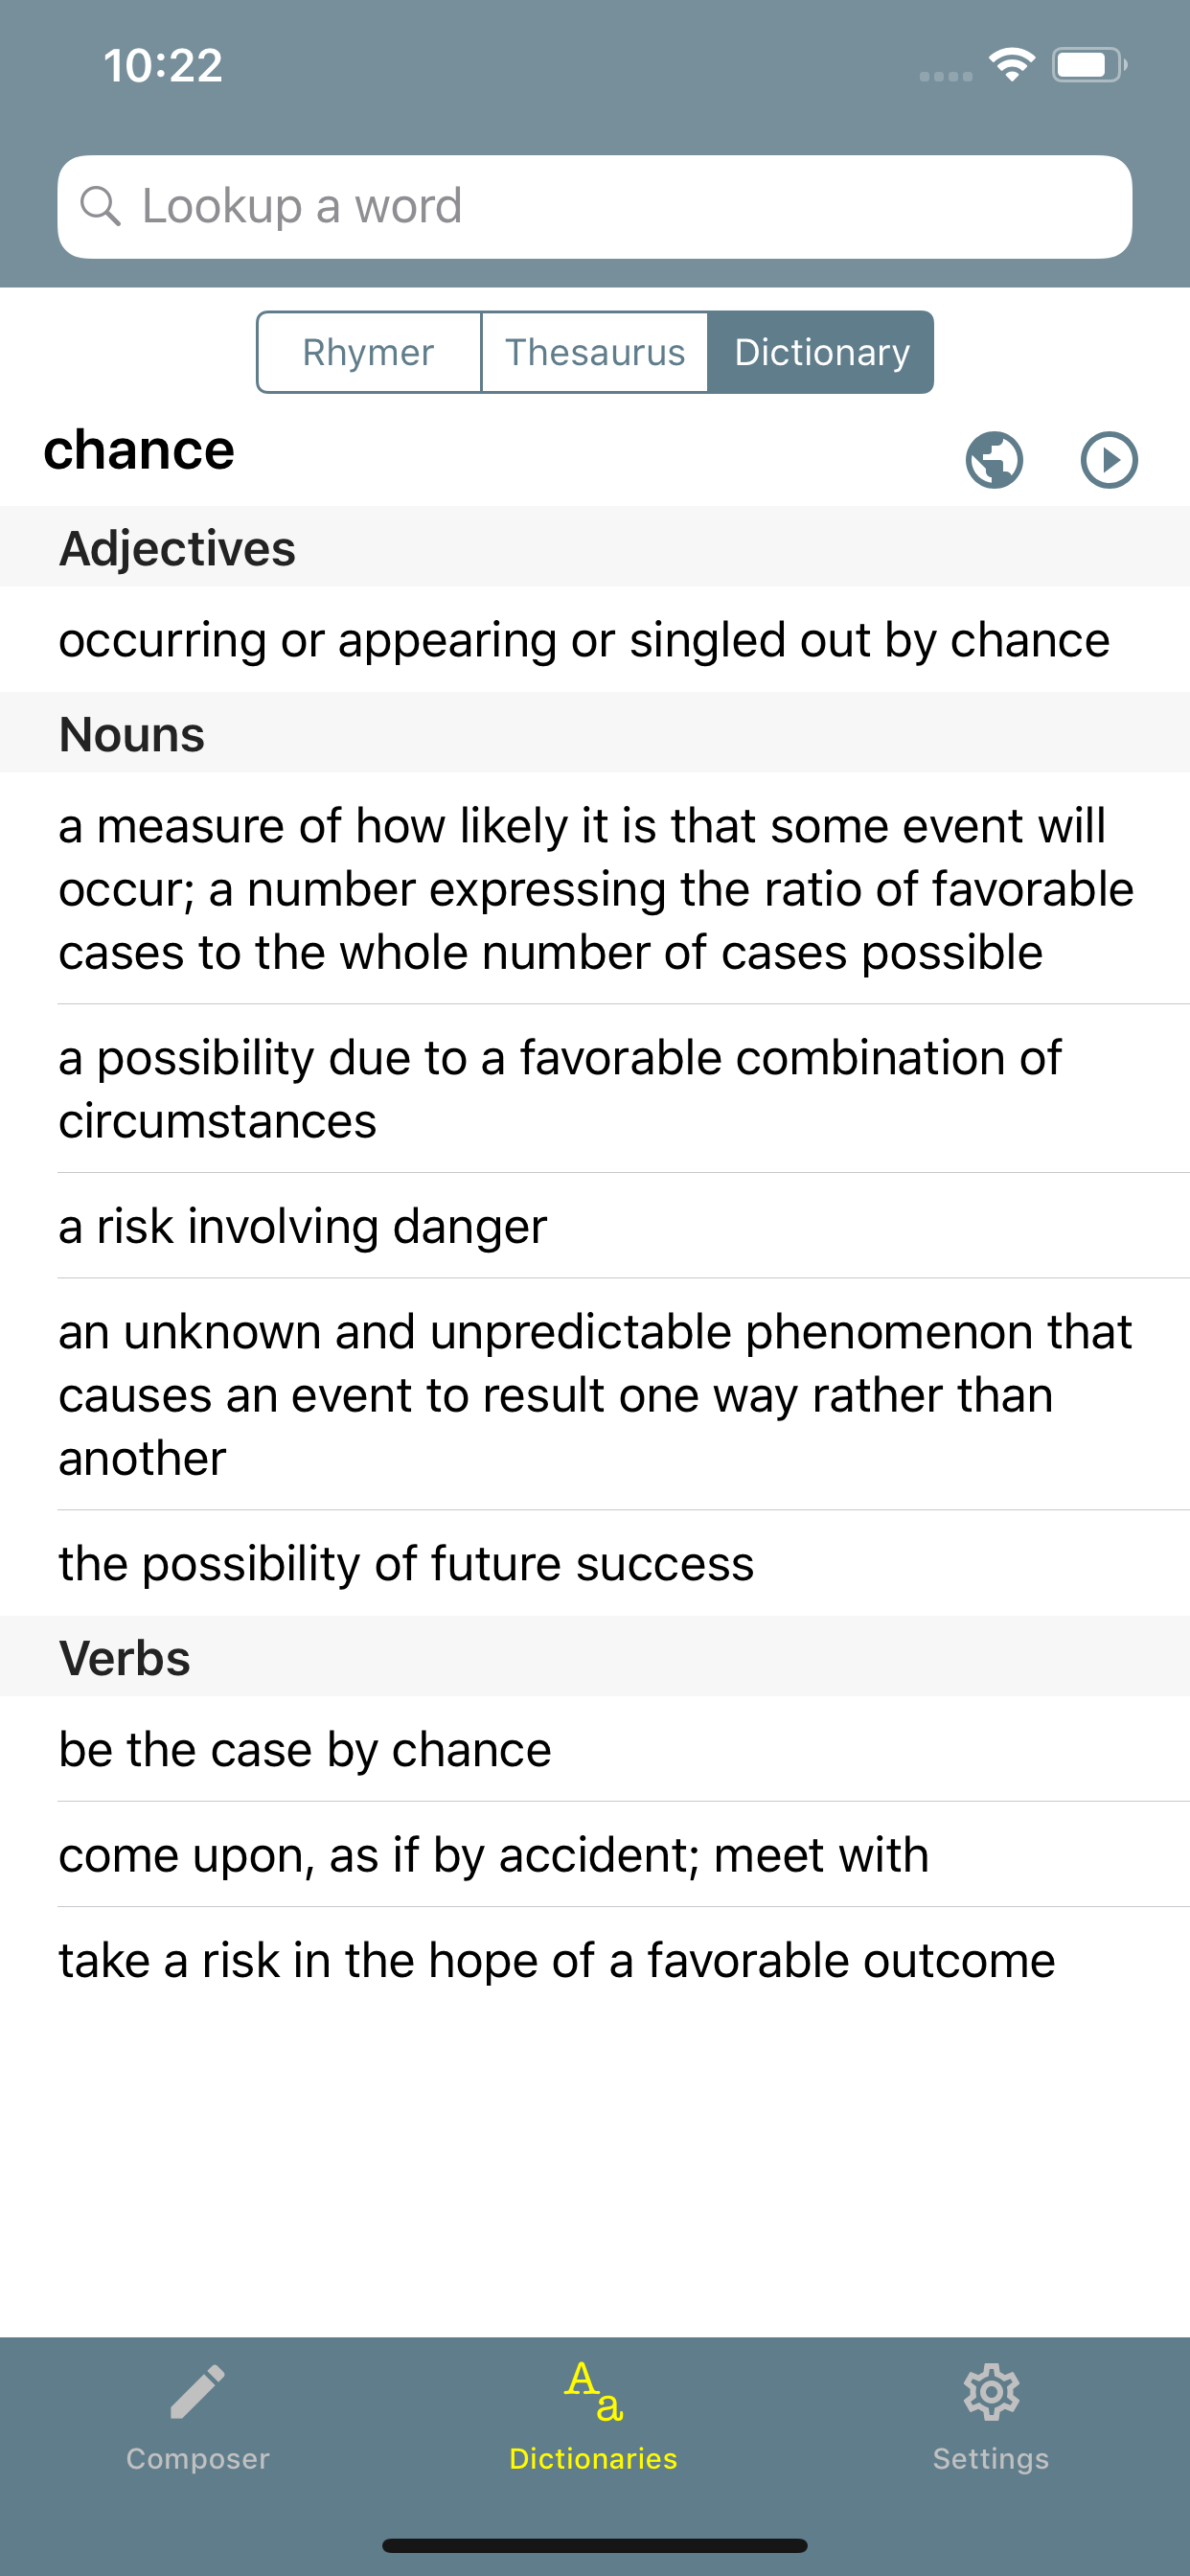 10:22
Lookup a word
Rhymer Thesaurus Dictionary
chance
Adjectives
occurring or appearing or singled out by chance
Nouns
a measure of how likely it is that some event will
occur; a number expressing the ratio of favorable
cases to the whole number of cases possible
a possibility due to a favorable combination of
circumstances
a risk involving danger
an unknown and unpredictable phenomenon that
causes an event to result one way rather than
another
the possibility of future success
Verbs
be the case by chance
come upon, as if by accident; meet with
take a risk in the hope of a favorable outcome
A
a
Composer Dictionaries Settings